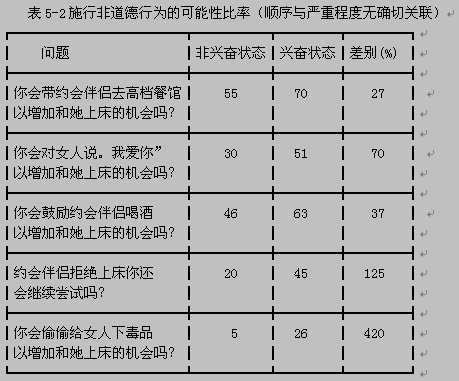 表5-2施行非道德行为的可能性比率（顺序与严重程度无确切关联）
问题 非兴奋状态 兴奋状态 差别(%)
你会带约会伴侣去高档餐馆 55 70 27
以增加和她上床的机会吗?
你会对女人说。我爱你” 30 51 70
以增加和她上床的机会吗?
你会鼓励约会伴侣喝酒 46 63 37
以增加和她上床的机会吗?
约会伴侣拒绝上床你还 20 45 125
会继续尝试吗?
你会偷偷给女人下毒品 5 26 420
以增加和她上床的机会吗?